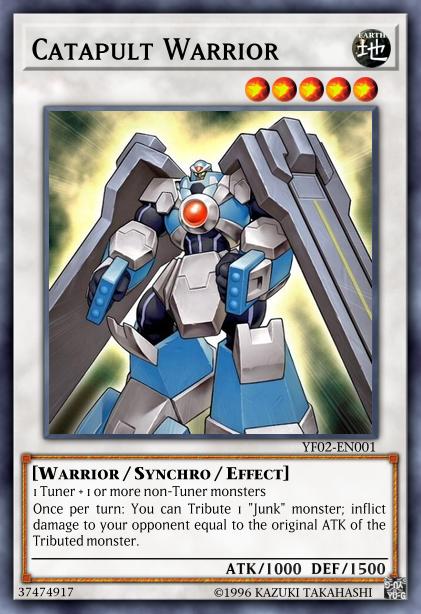 CATAPULT WARRIOR
EARTH
地
YF02-EN001
[WARRIOR / SYNCHRO / EFFECT]
1 Tuner + 1 or more non-Tuner monsters
Once per turn: You can Tribute 1 "Junk" monster; inflict
damage to your opponent equal to the original ATK of the
Tributed monster.
ATK/1000 DEF/1500
37474917
©1996 KAZUKI TAKAHASHI